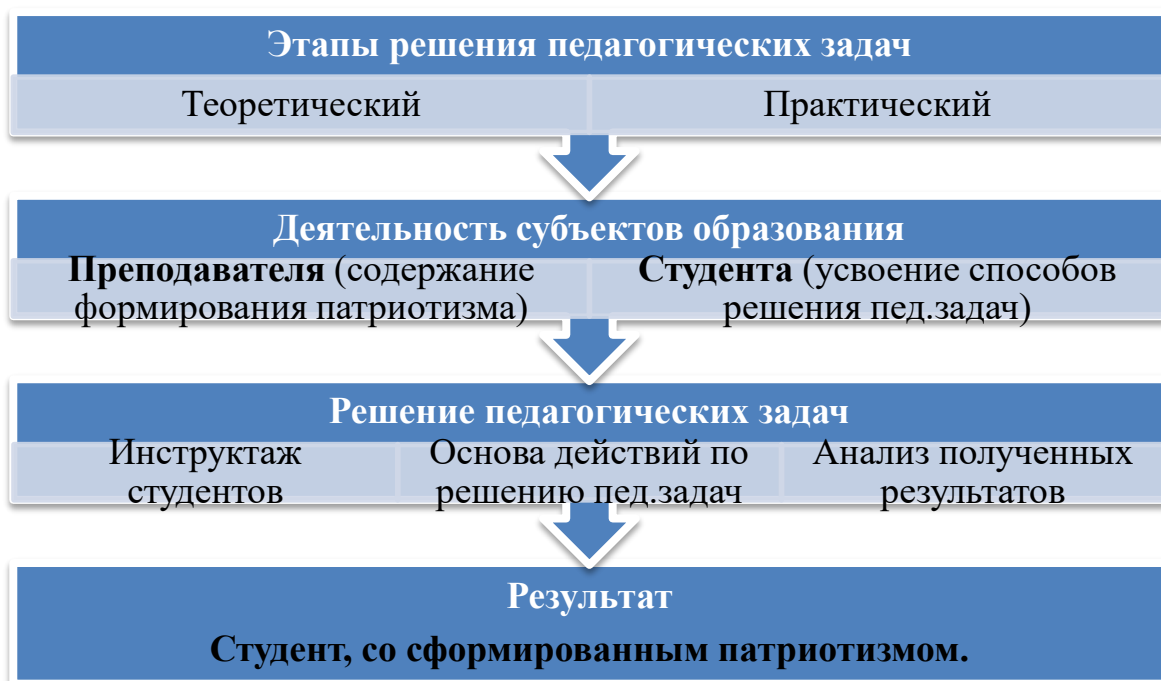 Этапы решения педагогических задач
Теоретический
Практический
Деятельность субъектов образования
Преподавателя (содержание
формирования патриотизма)
Студента (усвоение способов
решения пед.задач)
Решение педагогических задач
Инструктаж
студентов
Основа действий по
решению пед.задач
Анализ полученных
результатов
Результат
Студент, со сформированным патриотизмом.